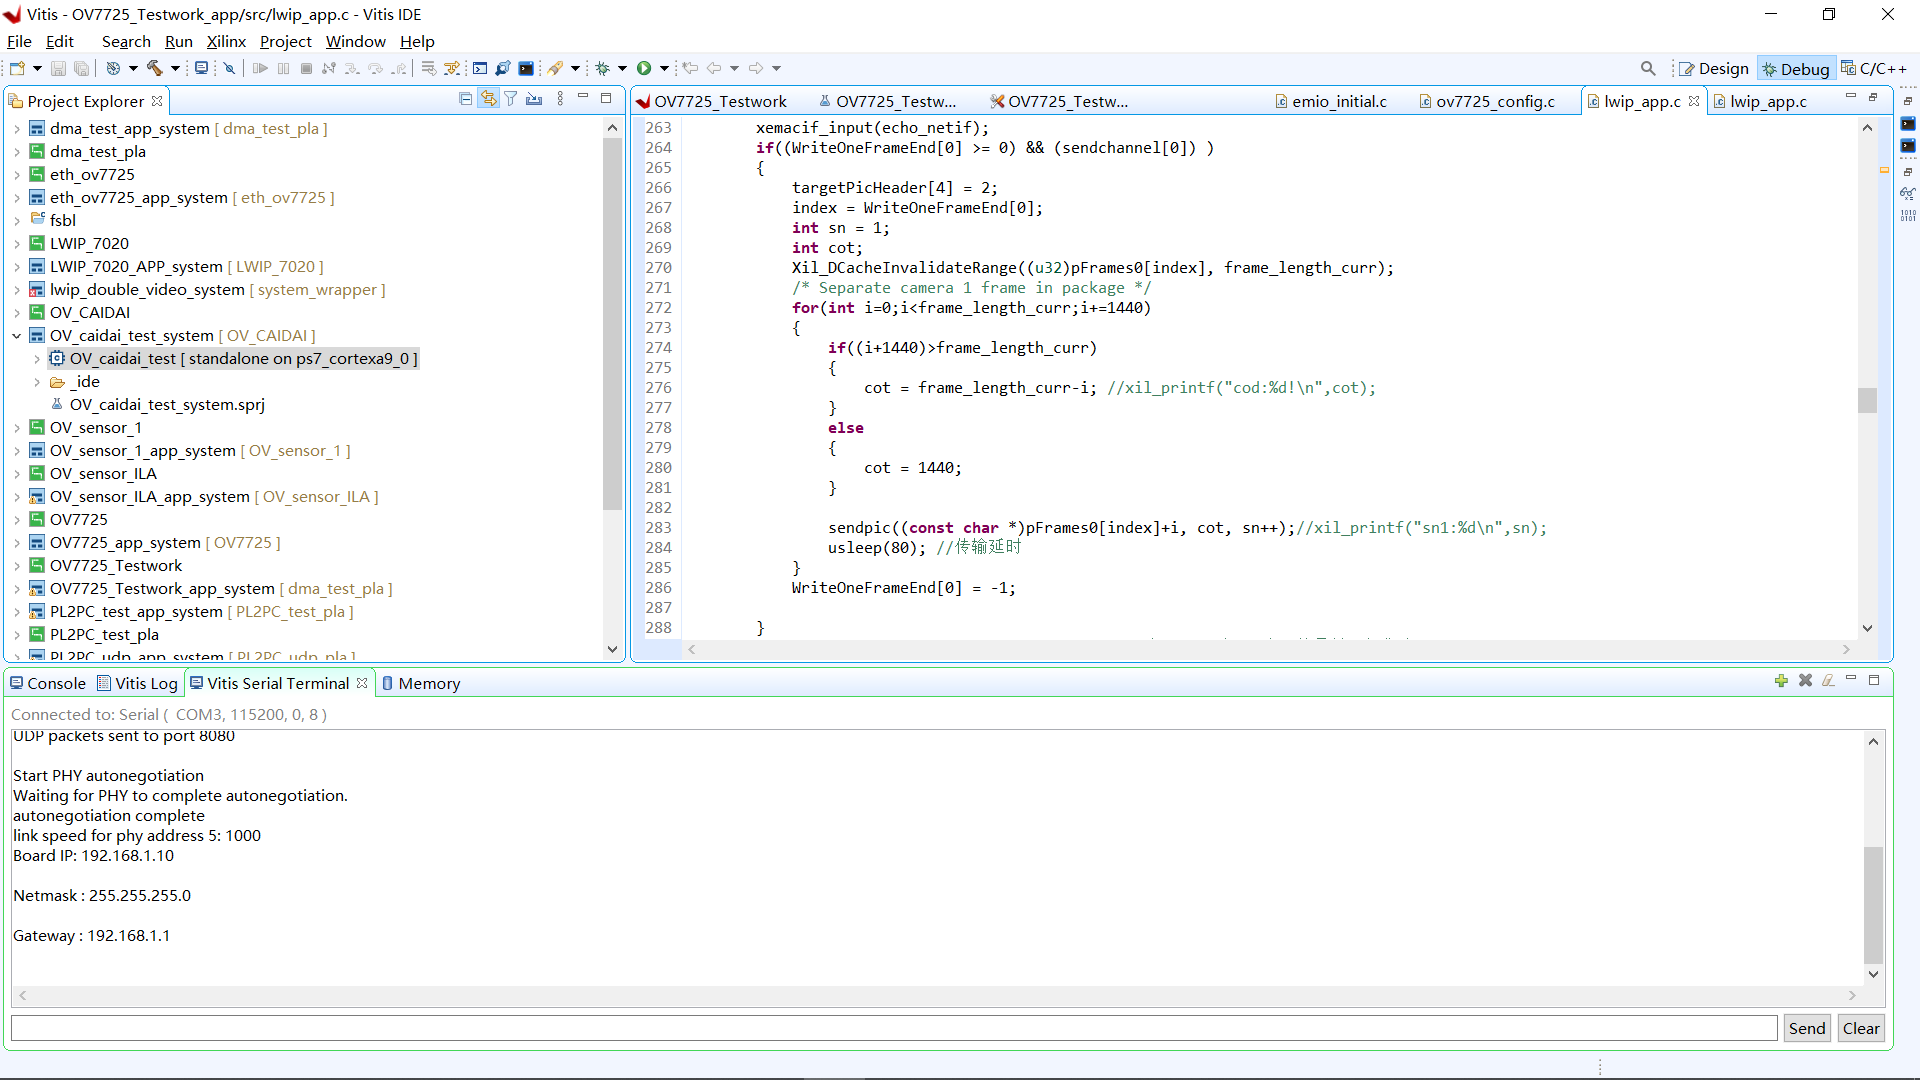 Vitis - OV7725_Testwork_app/src/lwip_app.c - Vitis IDE
File Edit Search Run Xilinx Project Window Help
Design Debug C/C++
Project Explorer
dma_test_app_system [ dma_test_pla ]
dma_test_pla
eth_ov7725
eth_ov7725_app_system [ eth_ov7725 ]
fsbl
LWIP_7020
LWIP_7020_APP_system [ LWIP_7020 ]
lwip_double_video_system [ system_wrapper ]
OV_CAIDAI
OV_caidai_test_system [ OV_CAIDAI ]
OV_caidai_test [ standalone on ps7_cortexa9_0 ]
_ide
OV_caidai_test_system.sprj
OV_sensor_1
OV_sensor_1_app_system [ OV_sensor_1 ]
OV_sensor_ILA
OV_sensor_ILA_app_system [ OV_sensor_ILA ]
OV7725
OV7725_app_system [ OV7725 ]
OV7725_Testwork
OV7725_Testwork_app_system [ dma_test_pla ]
PL2PC_test_app_system [ PL2PC_test_pla ]
PL2PC_test_pla
PL2PC_udp_app_system [ PL2PC_udp_pla ]
OV7725_Testwork OV7725_Testw... OV7725_Testw... emio_initial.c ov7725_config.c lwip_app.c lwip_app.c
263 xemacif_input(echo_netif);
264 if((WriteOneFrameEnd[0] >= 0) && (sendchannel[0]) )
265 {
266 targetPicHeader[4] = 2;
267 index = WriteOneFrameEnd[0];
268 int sn = 1;
269 int cot;
270 Xil_DCacheInvalidateRange((u32)pFrames0[index], frame_length_curr);
271 /* Separate camera 1 frame in package */
272 for(int i=0;i<frame_length_curr;i+=1440)
273 {
274 if((i+1440)>frame_length_curr)
275 {
276 cot = frame_length_curr-i; //xil_printf("cod:%d!\n",cot);
277 }
278 else
279 {
280 cot = 1440;
281 }
282
283 sendpic((const char *)pFrames0[index]+i, cot, sn++);//xil_printf("sn1:%d\n",sn);
284 usleep(80); //传输延时
285 }
286 WriteOneFrameEnd[0] = -1;
287
288 }
Console Vitis Log Vitis Serial Terminal Memory
Connected to: Serial ( COM3, 115200, 0, 8 )
UDP packets sent to port 8080
Start PHY autonegotiation
Waiting for PHY to complete autonegotiation.
autonegotiation complete
link speed for phy address 5: 1000
Board IP: 192.168.1.10
Netmask : 255.255.255.0
Gateway : 192.168.1.1
Send Clear